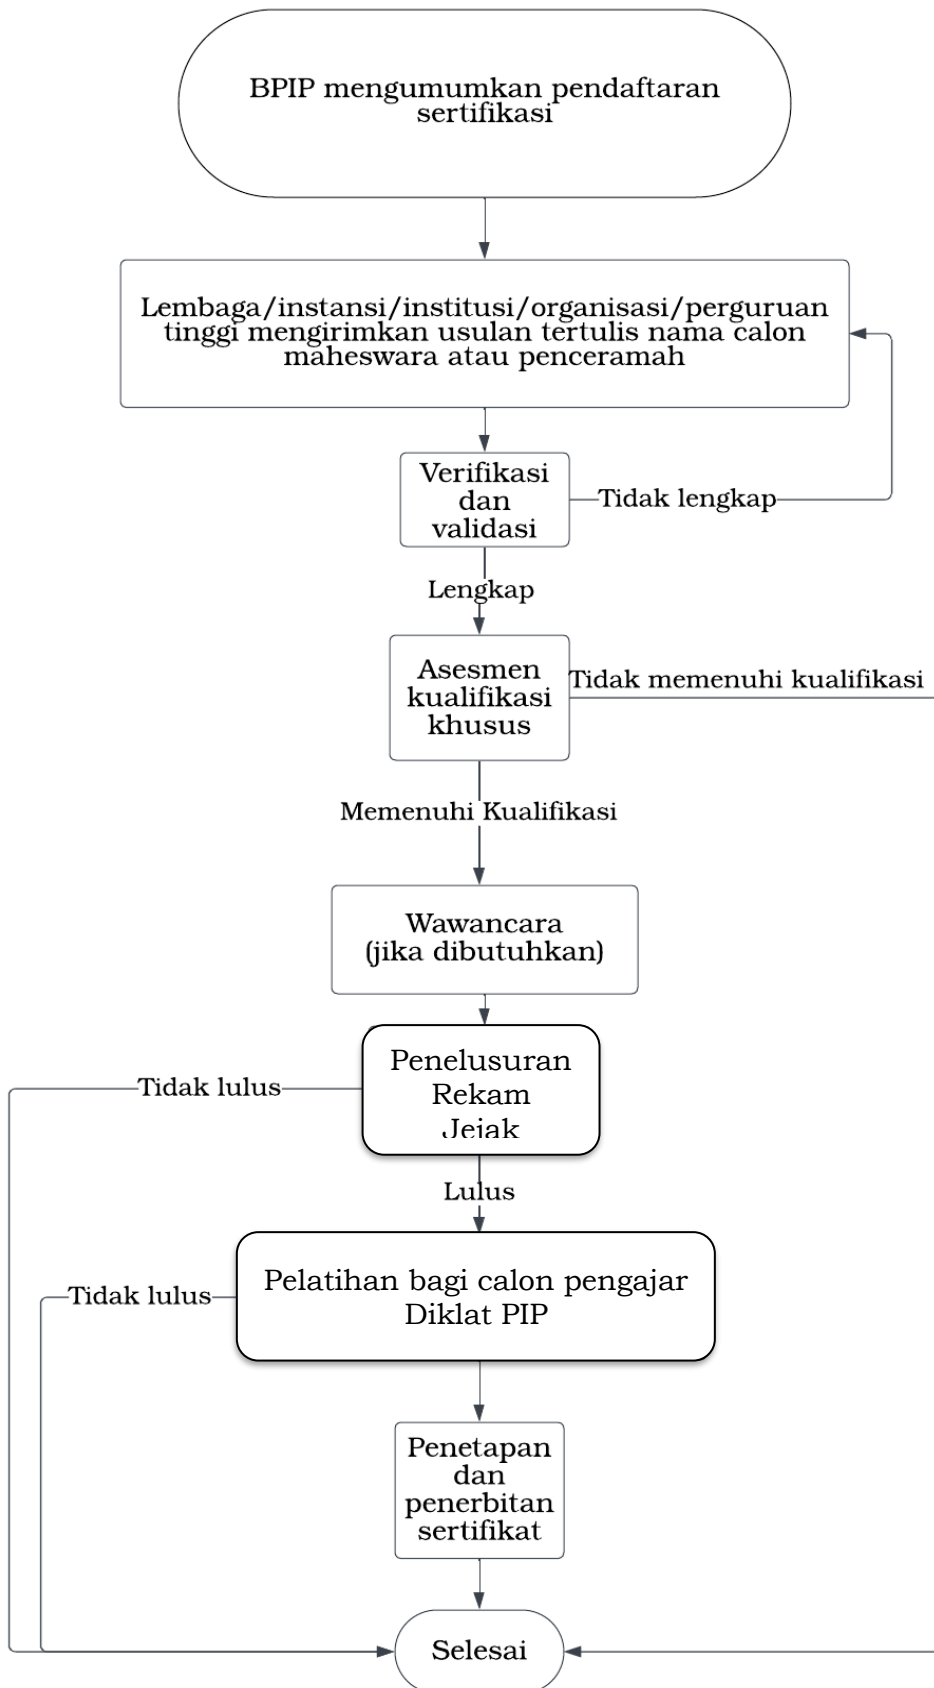 BPIP mengumumkan pendaftaran
sertifikasi
Lembaga/instansi/institusi/organisasi/perguruan
tinggi mengirimkan usulan tertulis nama calon
maheswara atau penceramah
Verifikasi
dan
validasi
Tidak lengkap
Lengkap
Asesmen
kualifikasi
khusus
Tidak memenuhi kualifikasi
Memenuhi Kualifikasi
Wawancara
(jika dibutuhkan)
Penelusuran
Rekam
Jejak
Tidak lulus
Lulus
Pelatihan bagi calon pengajar
Diklat PIP
Tidak lulus
Penetapan
dan
penerbitan
sertifikat
Selesai